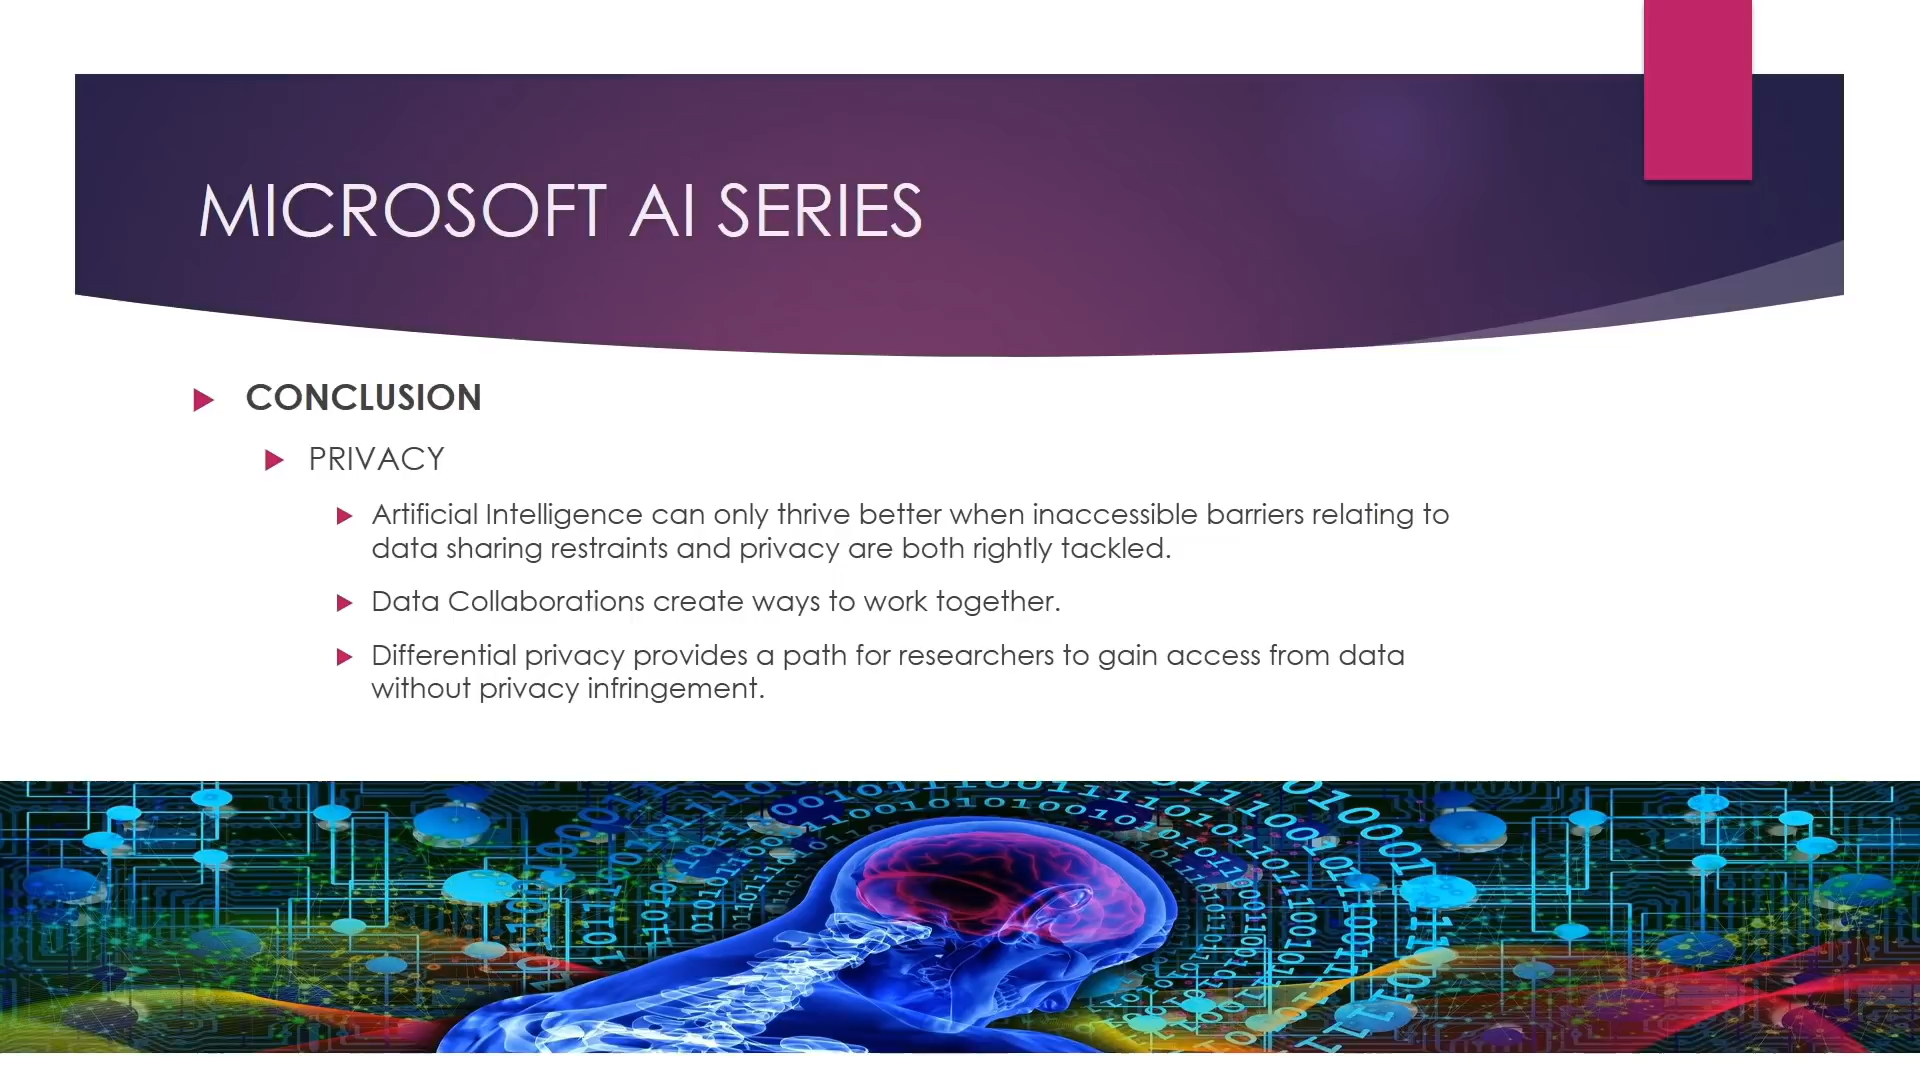 MICROSOFT AI SERIES
CONCLUSION
PRIVACY
Artificial Intelligence can only thrive better when inaccessible barriers relating to
data sharing restraints and privacy are both rightly tackled.
Data Collaborations create ways to work together.
Differential privacy provides a path for researchers to gain access from data
without privacy infringement.